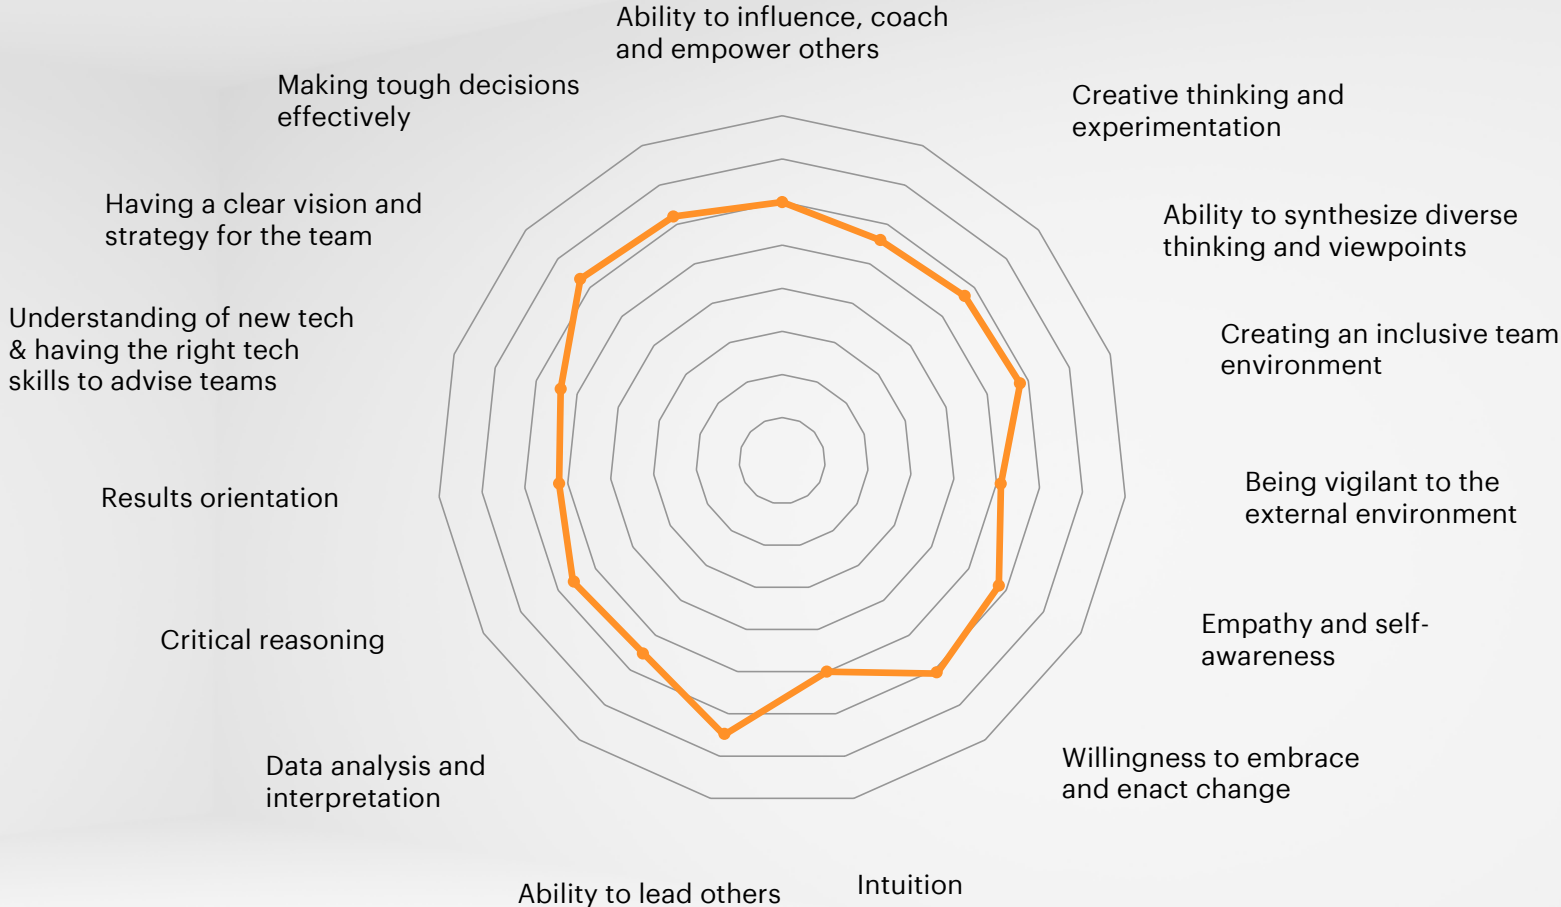 Ability to influence, coach
and empower others
Creative thinking and
experimentation
Ability to synthesize diverse
thinking and viewpoints
Creating an inclusive team
environment
Being vigilant to the
external environment
Empathy and self-
awareness
Willingness to embrace
and enact change
Intuition
Ability to lead others
Data analysis and
interpretation
Critical reasoning
Results orientation
Understanding of new tech
& having the right tech
skills to advise teams
Having a clear vision and
strategy for the team
Making tough decisions
effectively